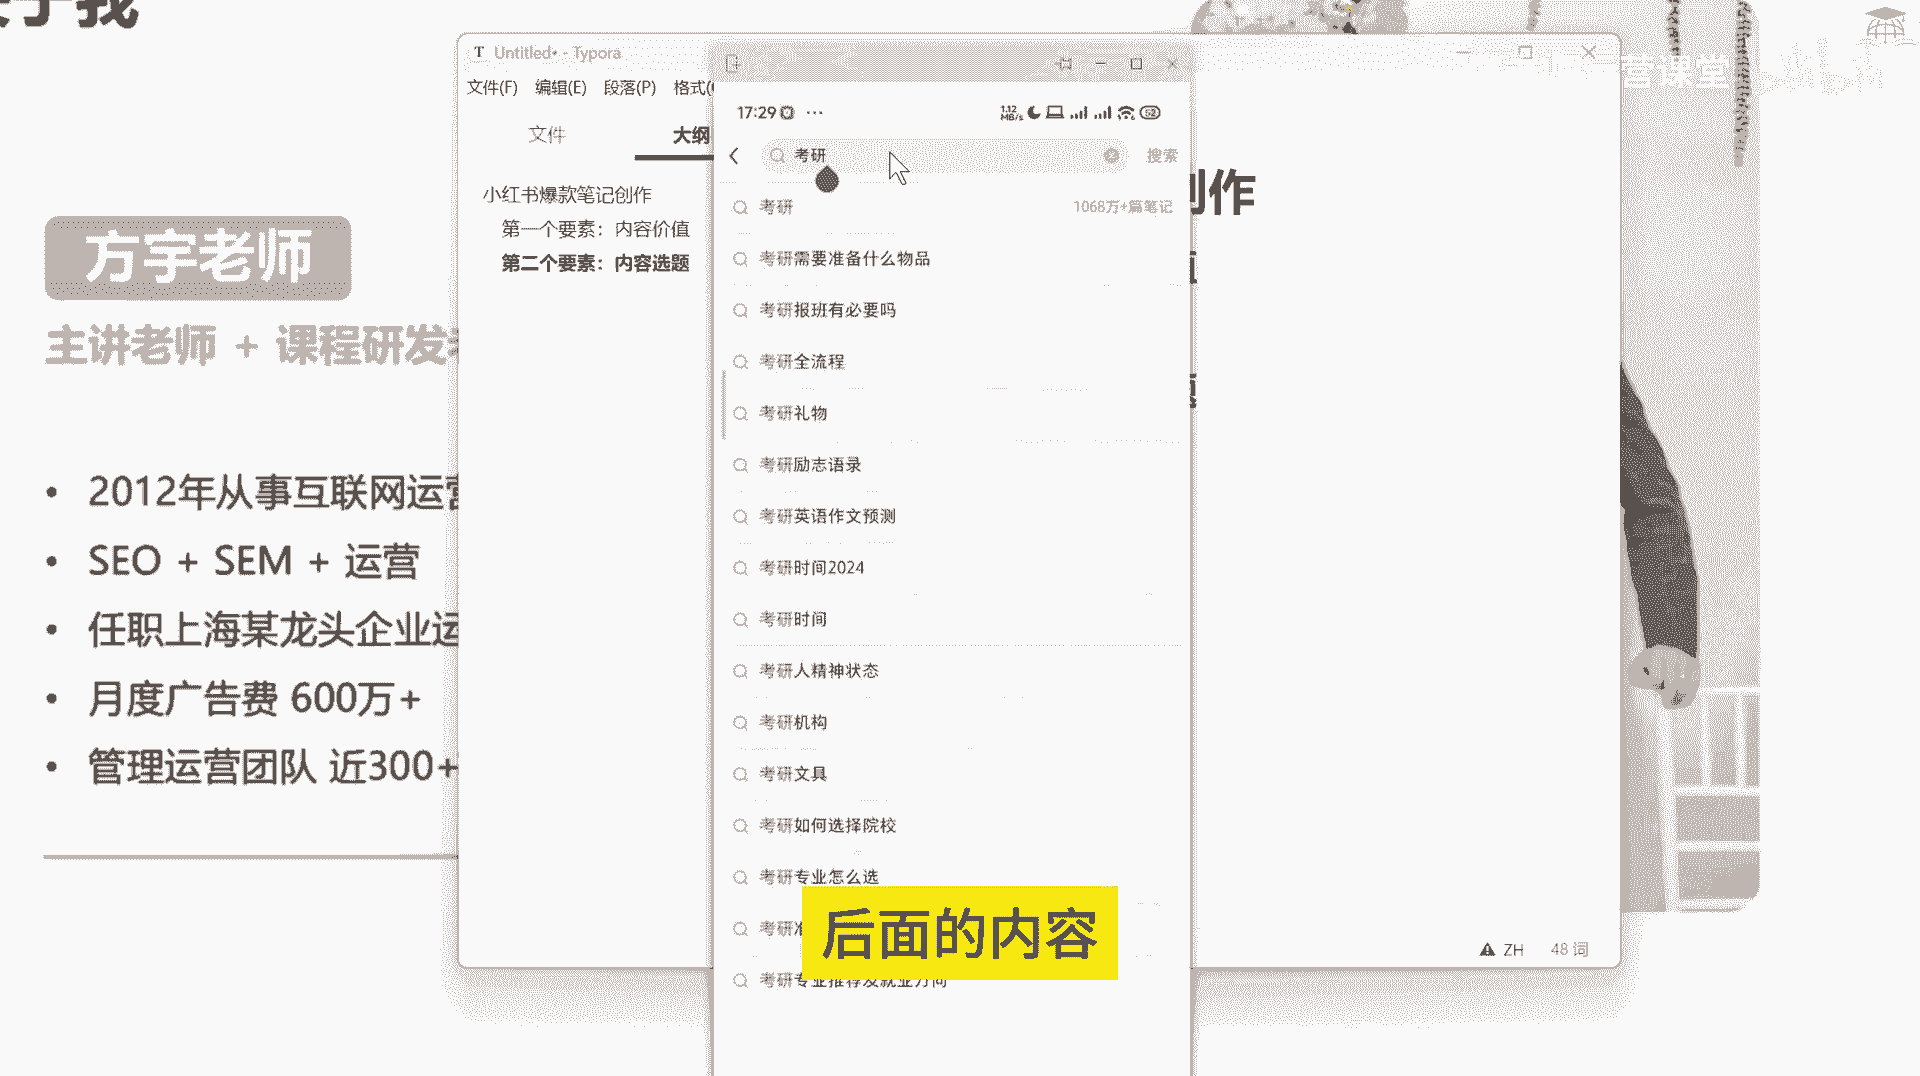 于我
方宇老师
主讲老师 + 课程研发
2012年从事互联网运营
SEO + SEM + 运营
任职上海某龙头企业运
月度广告费 600万+
管理运营团队 近300+
T Untitled• - Typora
文件(F) 编辑(E) 段落(P) 格式(
文件 大纲
小红书爆款笔记创作
第一个要素：内容价值
第二个要素：内容选题
创作
17:29 ···
1.12 MB/s
52
考研 搜索
考研 1068万+篇笔记
考研需要准备什么物品
考研报班有必要吗
考研全流程
考研礼物
考研励志语录
考研英语作文预测
考研时间2024
考研时间
考研人精神状态
考研机构
考研文具
考研如何选择院校
考研专业怎么选
考研准
考研专业推荐及就业方向
后面的内容
管课堂
ZH 48 词